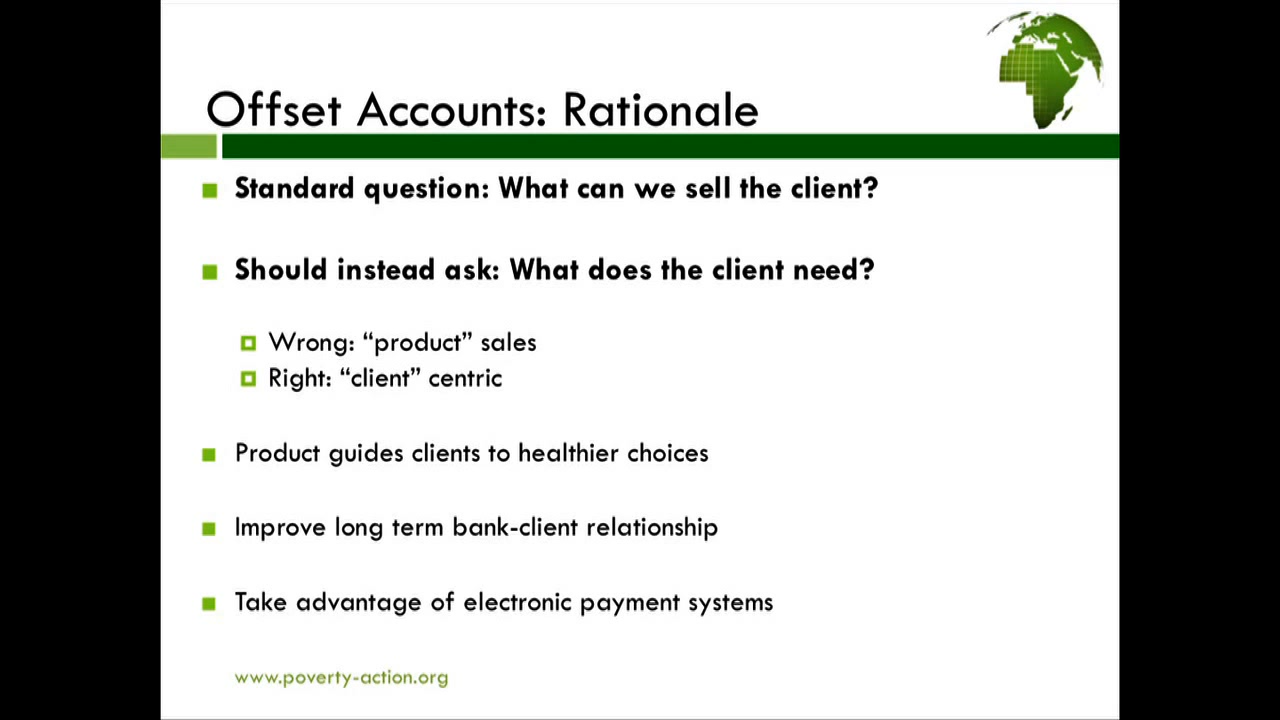 Offset Accounts: Rationale
Standard question: What can we sell the client?
Should instead ask: What does the client need?
Wrong: “product” sales
Right: “client” centric
Product guides clients to healthier choices
Improve long term bank-client relationship
Take advantage of electronic payment systems
www.poverty-action.org